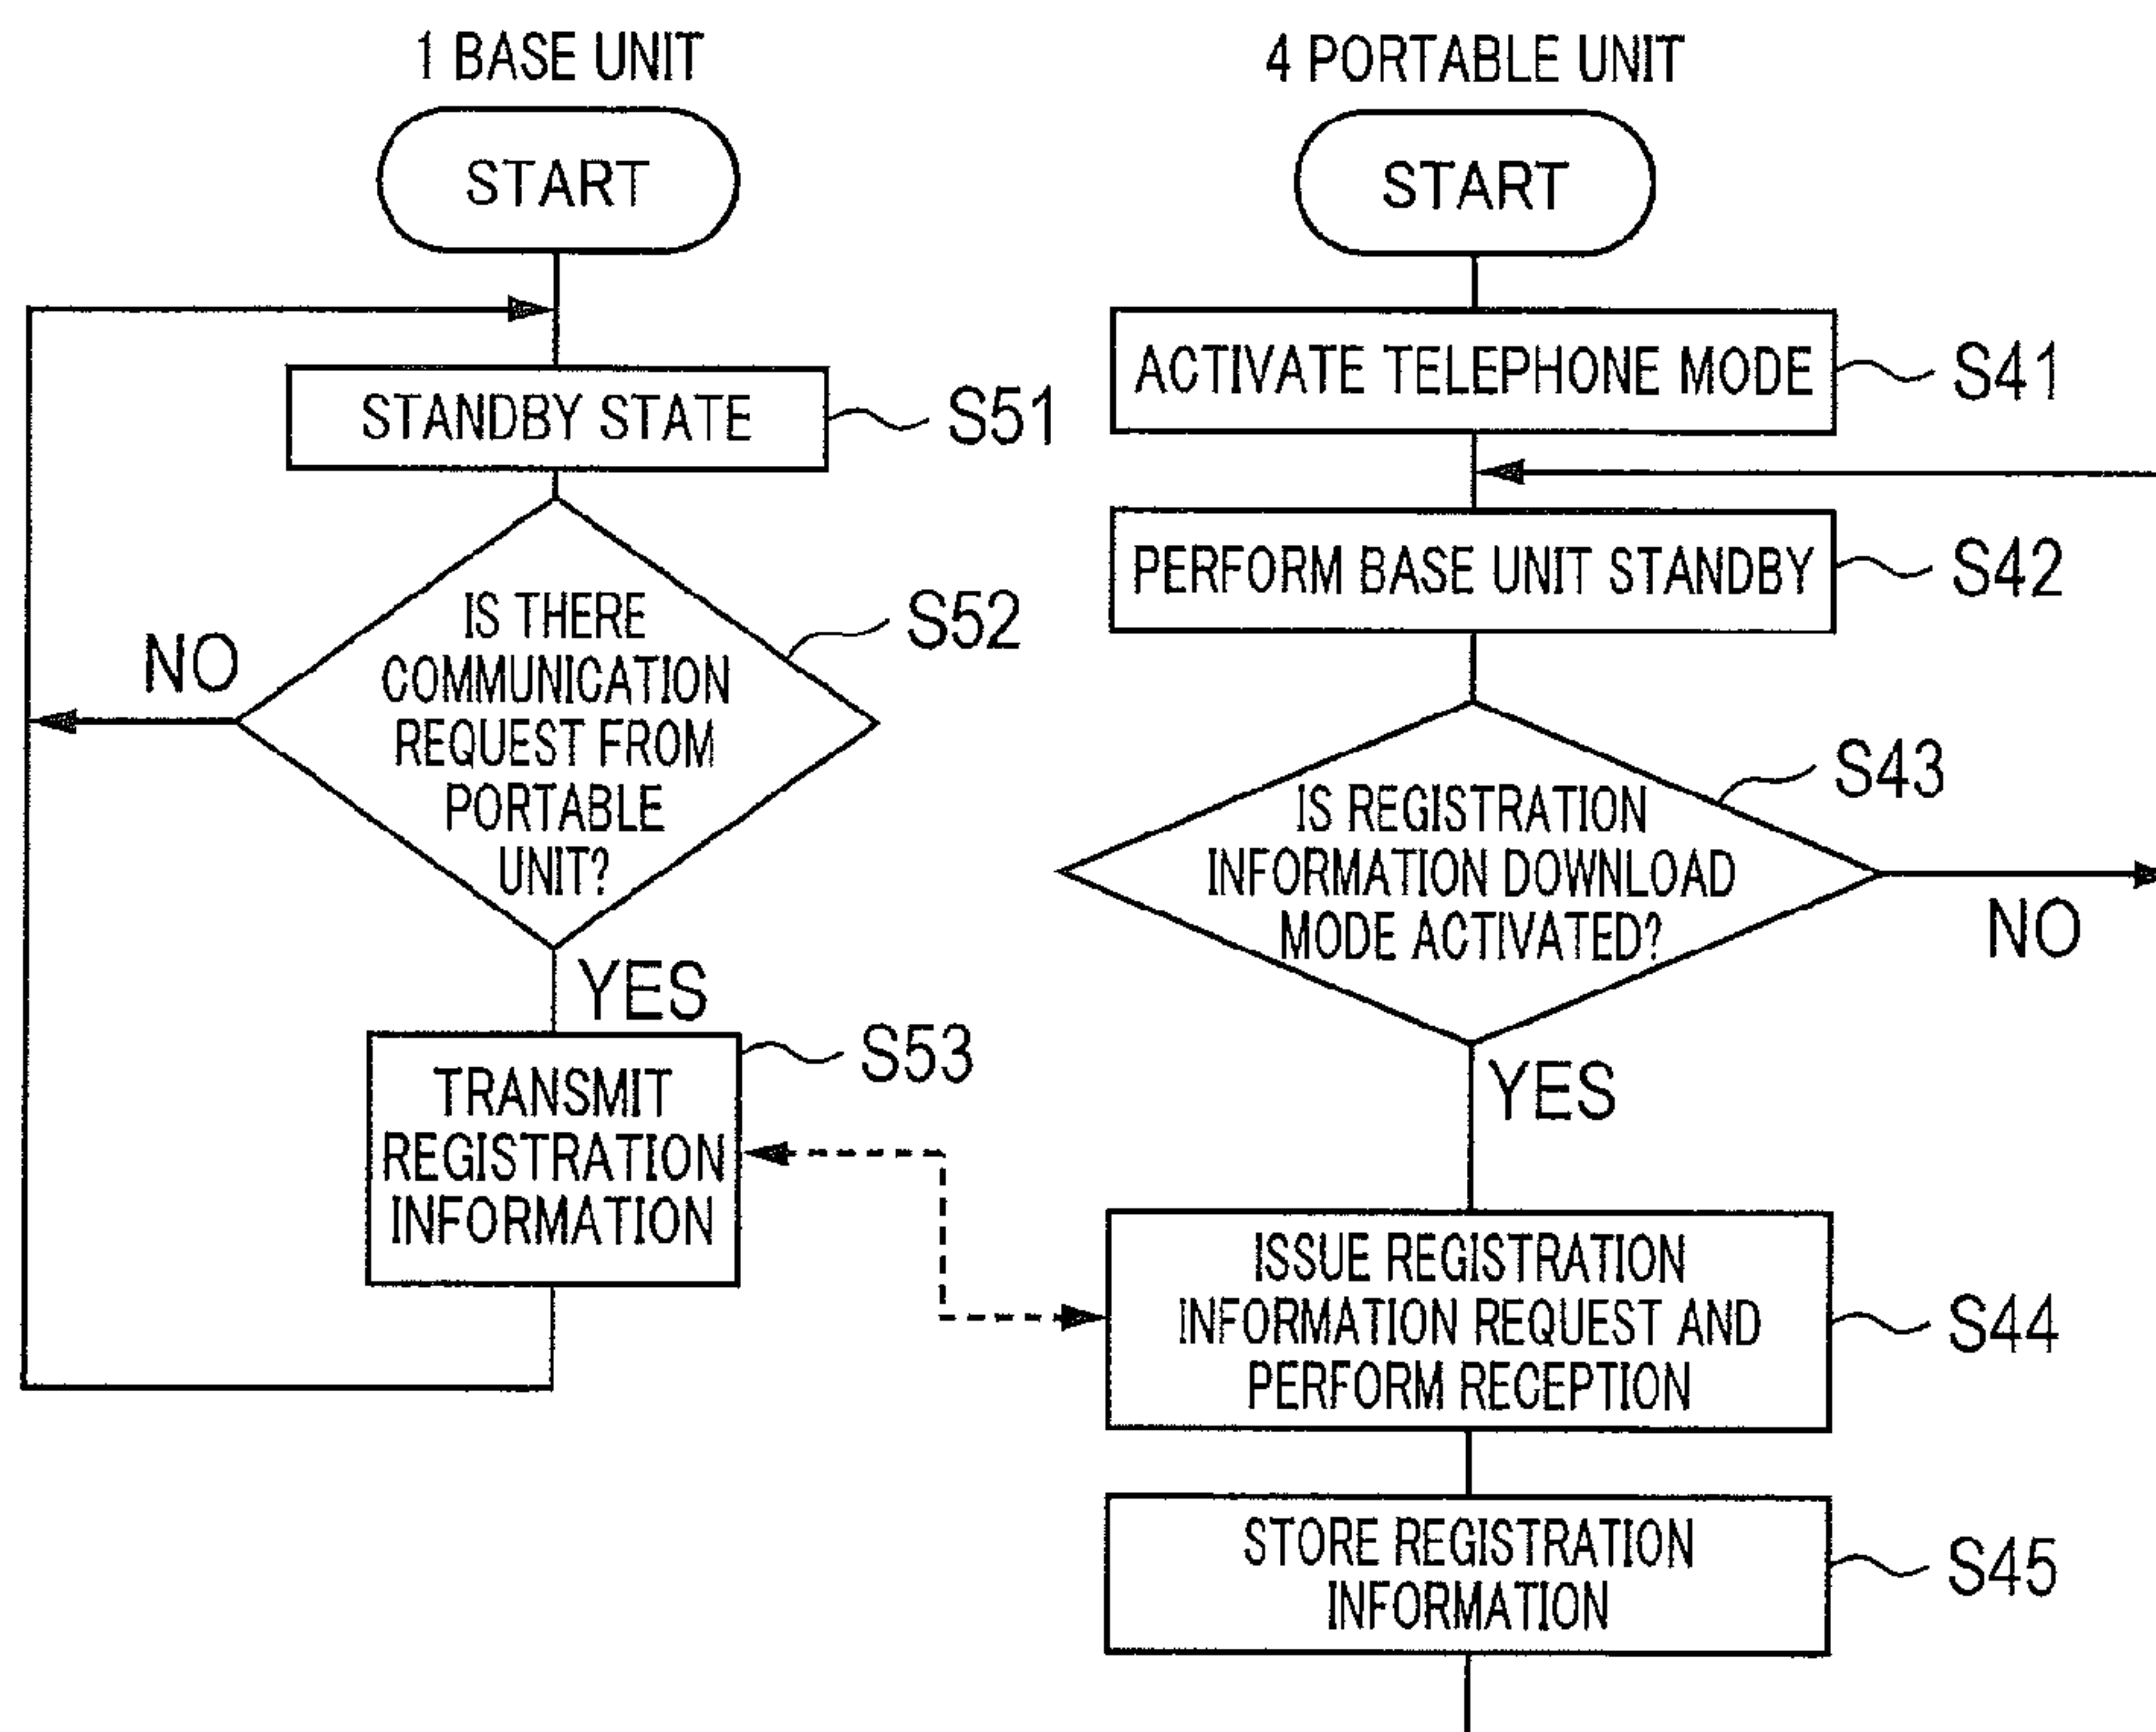 1 BASE UNIT
START
STANDBY STATE
S51
IS THERE
COMMUNICATION
REQUEST FROM
PORTABLE
UNIT?
S52
NO
YES
TRANSMIT
REGISTRATION
INFORMATION
S53
4 PORTABLE UNIT
START
ACTIVATE TELEPHONE MODE
S41
PERFORM BASE UNIT STANDBY
S42
IS REGISTRATION
INFORMATION DOWNLOAD
MODE ACTIVATED?
S43
NO
YES
ISSUE REGISTRATION
INFORMATION REQUEST AND
PERFORM RECEPTION
S44
STORE REGISTRATION
INFORMATION
S45